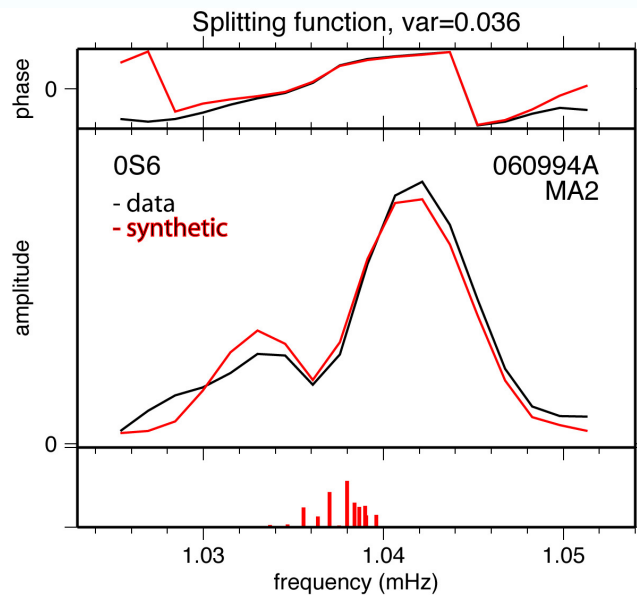 Splitting function, var=0.036
phase
0
0S6
060994A
MA2
- data
- synthetic
amplitude
0
1.03
1.04
1.05
frequency (mHz)